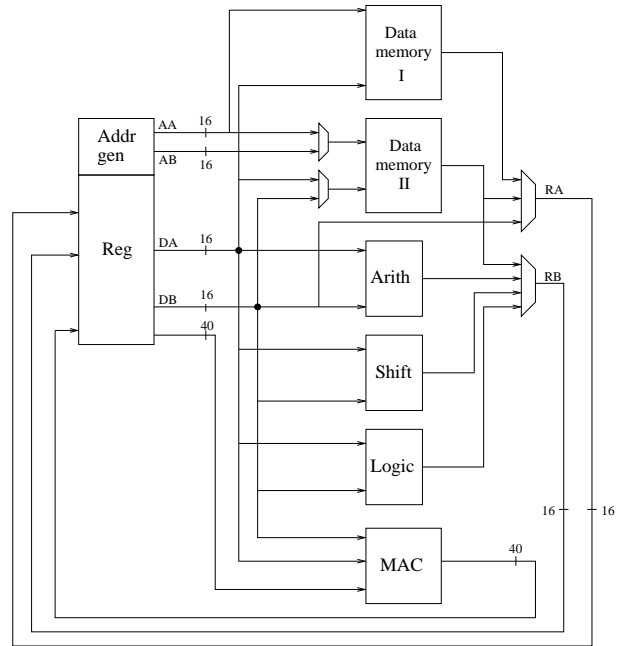 Data
memory
I
Addr
gen
AA
16
AB
16
Data
memory
II
RA
Reg
DA
16
DB
16
40
Arith
RB
Shift
Logic
16
16
MAC
40